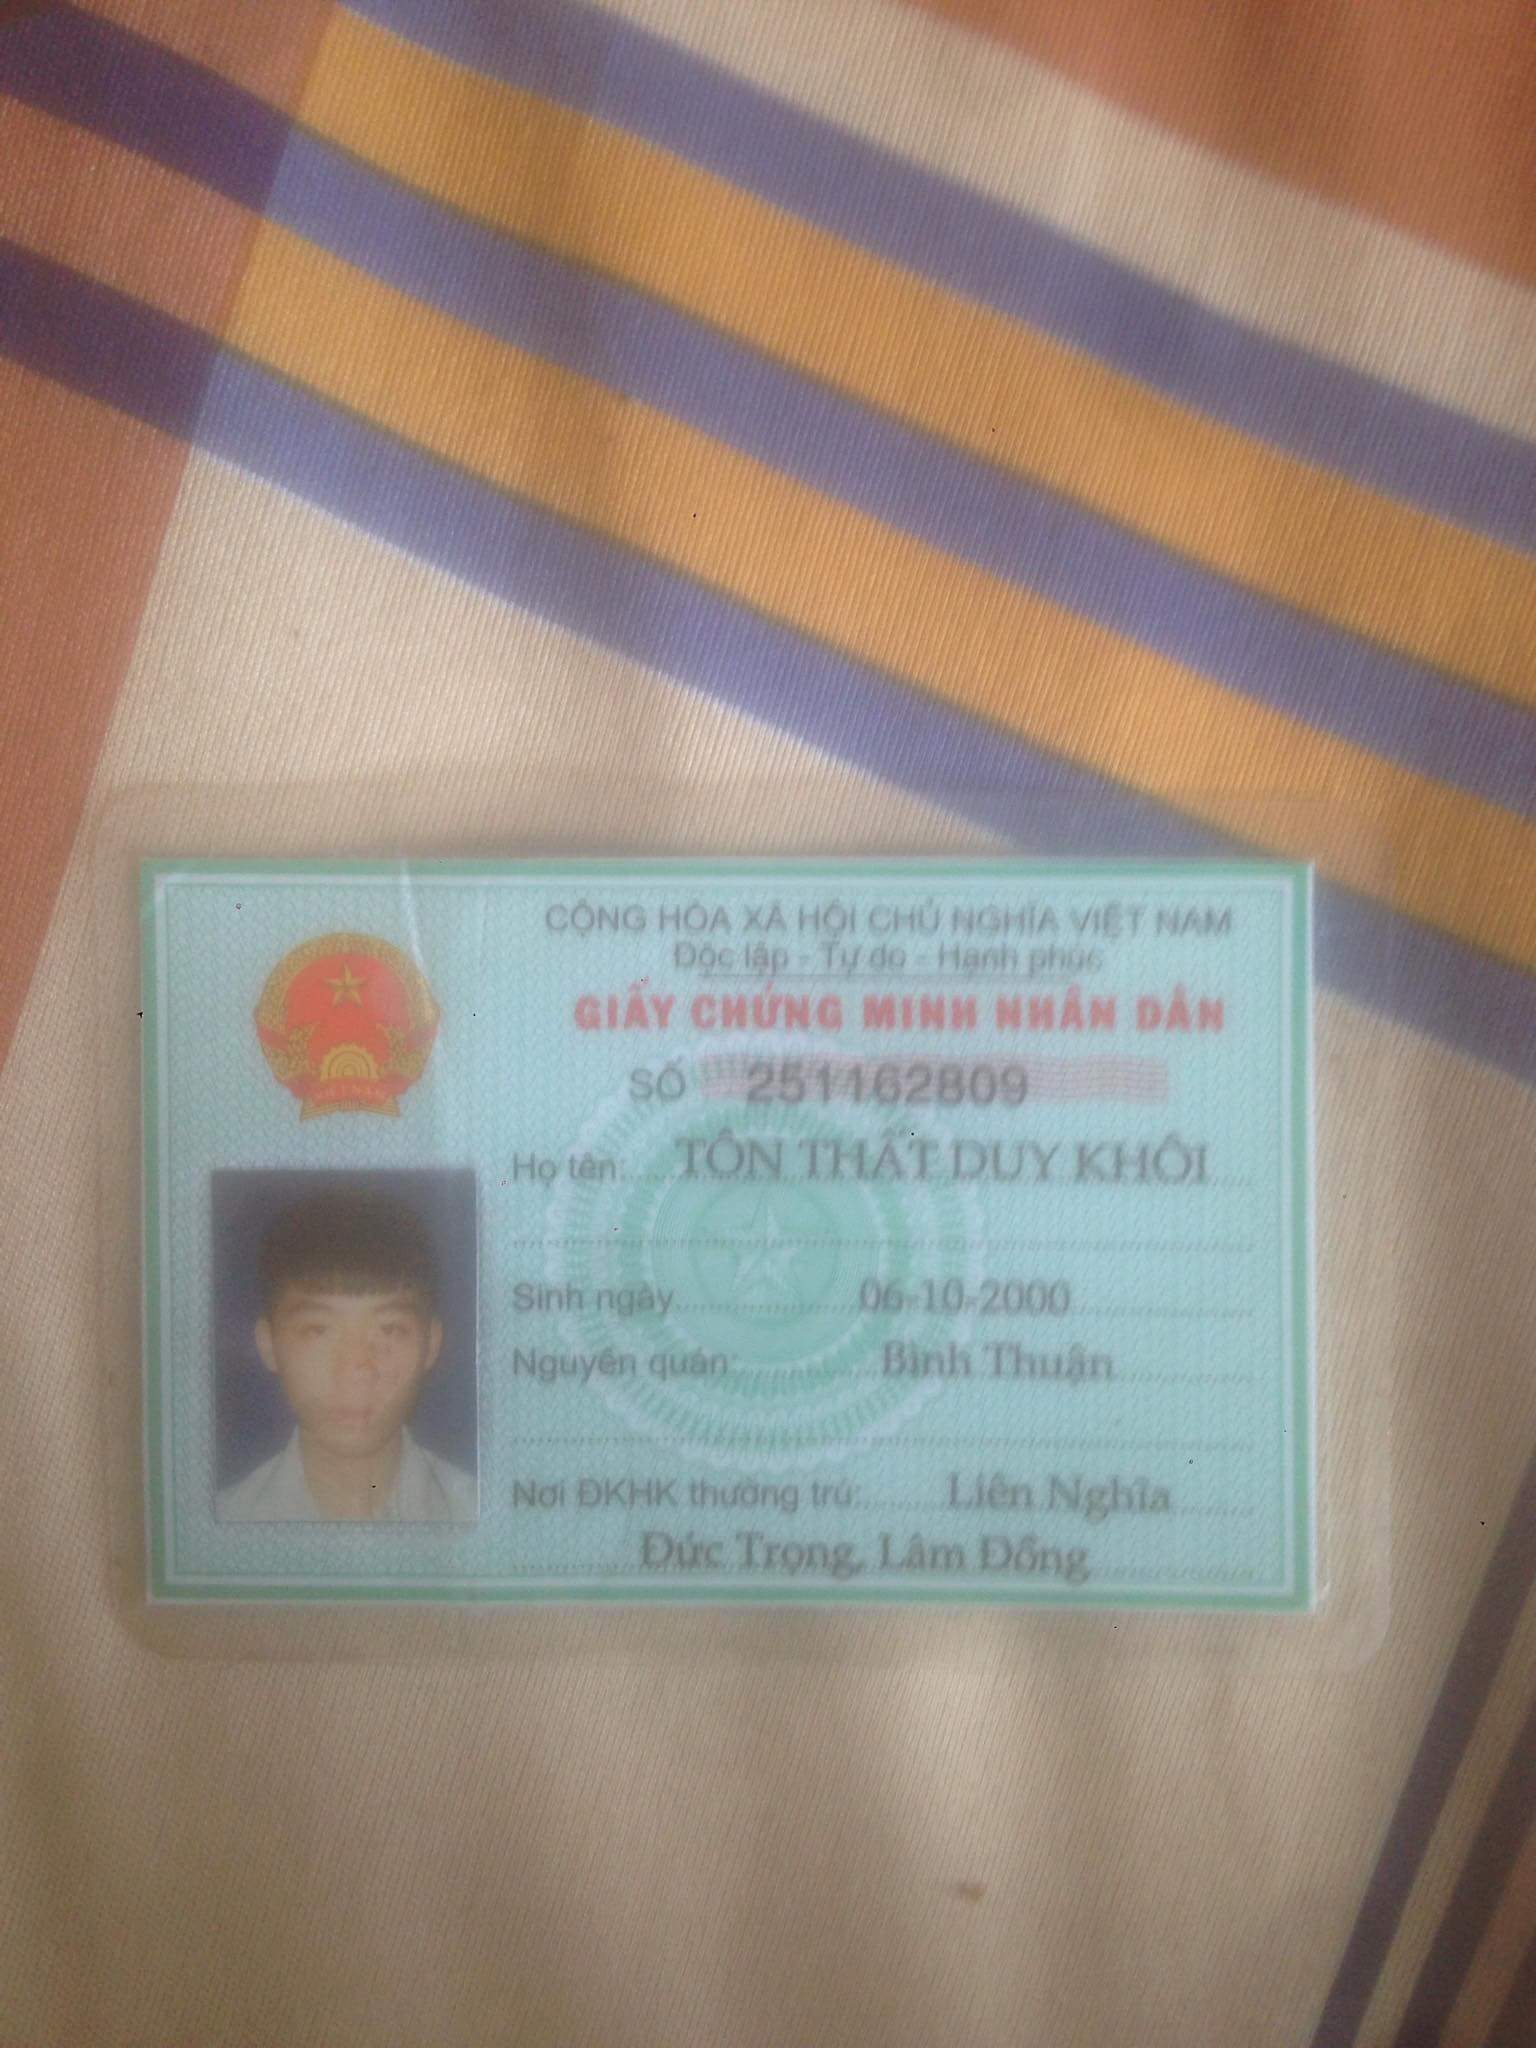 CỘNG HÒA XÃ HỘI CHỦ NGHĨA VIỆT NAM
Độc lập - Tự do - Hạnh phúc
GIẤY CHỨNG MINH NHÂN DÂN
SỐ 251162809
Họ tên: TÔN THẤT DUY KHÔI
Sinh ngày 06-10-2000
Nguyên quán: Bình Thuận
Nơi ĐKHK thường trú: Liên Nghĩa
Đức Trọng, Lâm Đồng